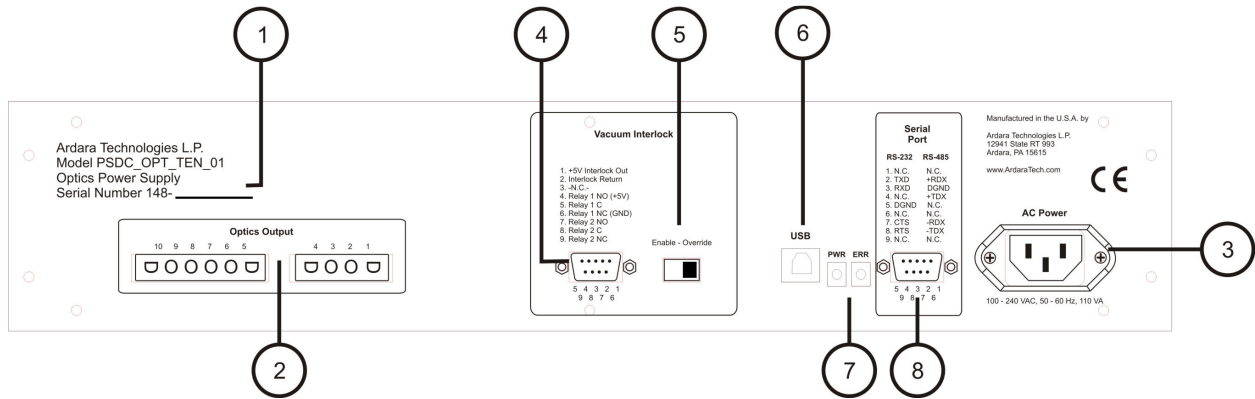 1
4
5
6
Ardara Technologies L.P.
Model PSDC_OPT_TEN_01
Optics Power Supply
Serial Number 148-
Optics Output
10 9 8 7 6 5 4 3 2 1
Vacuum Interlock
1. +5V Interlock Out
2. Interlock Return
3. -N.C.-
4. Relay 1 NO (+5V)
5. Relay 1 C
6. Relay 1 NC (GND)
7. Relay 2 NO
8. Relay 2 C
9. Relay 2 NC
Enable - Override
5 4 3 2 1
9 8 7 6
USB
PWR ERR
Serial
Port
RS-232 RS-485
1. N.C. N.C.
2. TXD +RDX
3. RXD DGND
4. N.C. +TDX
5. DGND N.C.
6. N.C. N.C.
7. CTS -RDX
8. RTS -TDX
9. N.C. N.C.
5 4 3 2 1
9 8 7 6
Manufactured in the U.S.A. by
Ardara Technologies L.P.
12941 State RT 993
Ardara, PA 15615
www.ArdaraTech.com
CE
AC Power
100 - 240 VAC, 50 - 60 Hz, 110 VA
3
2
7
8